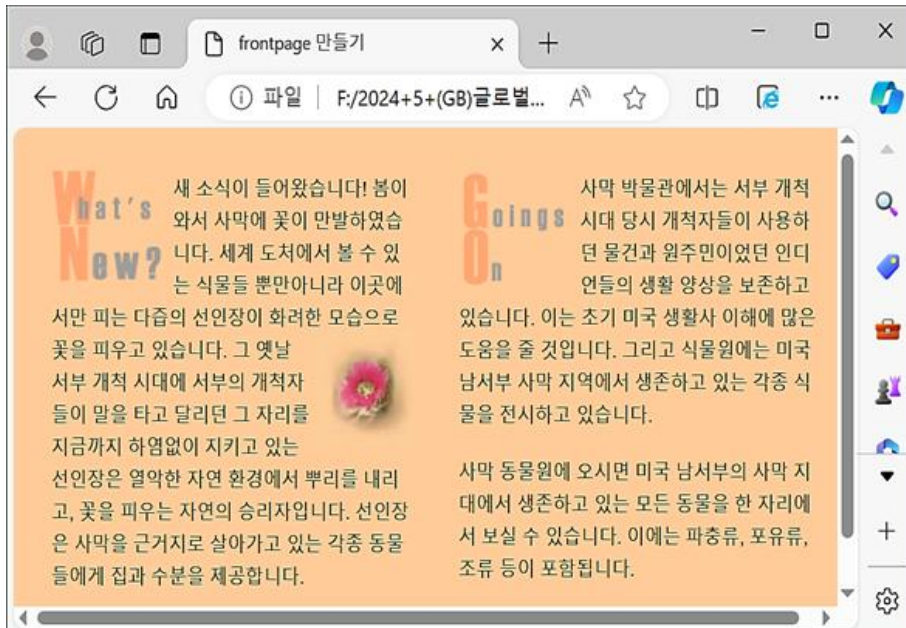 frontpage 만들기
파일
F:/2024+5+(GB)글로벌...
What's
New?
새 소식이 들어왔습니다! 봄이
와서 사막에 꽃이 만발하였습
니다. 세계 도처에서 볼 수 있
는 식물들 뿐만아니라 이곳에
서만 피는 다즙의 선인장이 화려한 모습으로
꽃을 피우고 있습니다. 그 옛날
서부 개척 시대에 서부의 개척자
들이 말을 타고 달리던 그 자리를
지금까지 하염없이 지키고 있는
선인장은 열악한 자연 환경에서 뿌리를 내리
고, 꽃을 피우는 자연의 승리자입니다. 선인장
은 사막을 근거지로 살아가고 있는 각종 동물
들에게 집과 수분을 제공합니다.
Goings
On
사막 박물관에서는 서부 개척
시대 당시 개척자들이 사용하
던 물건과 원주민이었던 인디
언들의 생활 양상을 보존하고
있습니다. 이는 초기 미국 생활사 이해에 많은
도움을 줄 것입니다. 그리고 식물원에는 미국
남서부 사막 지역에서 생존하고 있는 각종 식
물을 전시하고 있습니다.
사막 동물원에 오시면 미국 남서부의 사막 지
대에서 생존하고 있는 모든 동물을 한 자리에
서 보실 수 있습니다. 이에는 파충류, 포유류,
조류 등이 포함됩니다.